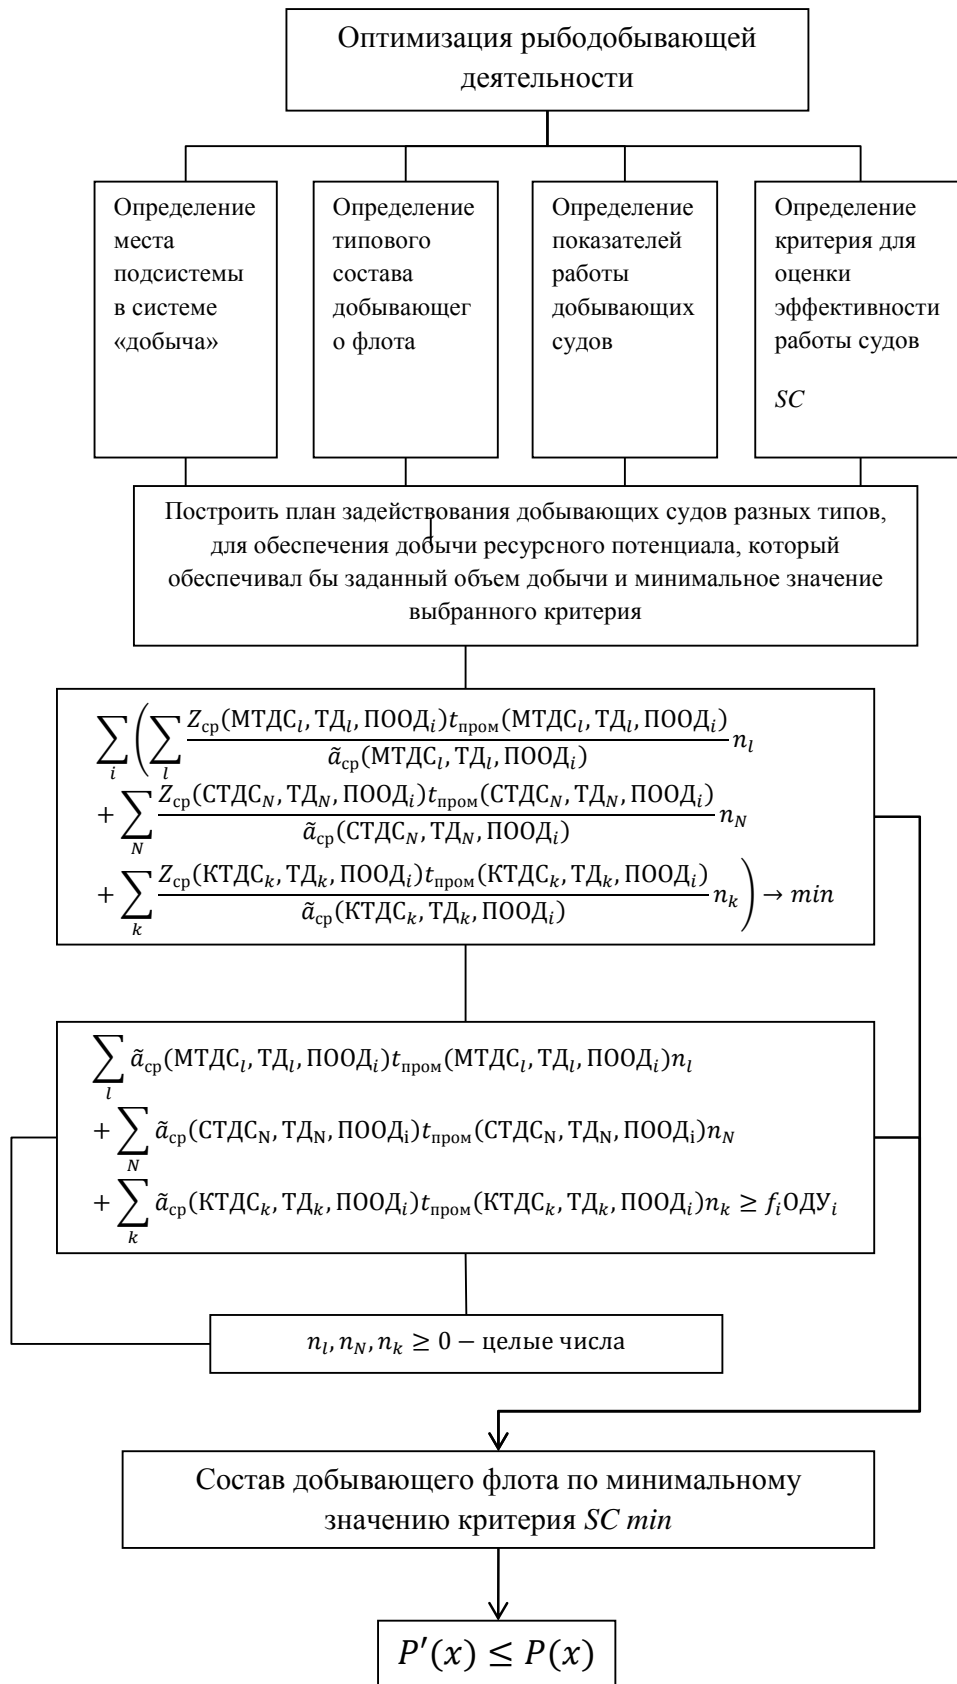 Оптимизация рыбодобывающей
деятельности
Определение
места
подсистемы
в системе
«добыча»
Определение
типового
состава
добывающег
о флота
Определение
показателей
работы
добывающих
судов
Определение
критерия для
оценки
эффективности
работы судов
SC
Построить план задействования добывающих судов разных типов,
для обеспечения добычи ресурсного потенциала, который
обеспечивал бы заданный объем добычи и минимальное значение
выбранного критерия
∑_i (∑_l Z_ср(МТДС_l, ТД_l, ПООД_i)t_пром(МТДС_l, ТД_l, ПООД_i) / ã_ср(МТДС_l, ТД_l, ПООД_i) n_l
+ ∑_N Z_ср(СТДС_N, ТД_N, ПООД_i)t_пром(СТДС_N, ТД_N, ПООД_i) / ã_ср(СТДС_N, ТД_N, ПООД_i) n_N
+ ∑_k Z_ср(КТДС_k, ТД_k, ПООД_i)t_пром(КТДС_k, ТД_k, ПООД_i) / ã_ср(КТДС_k, ТД_k, ПООД_i) n_k) → min
∑_l ã_ср(МТДС_l, ТД_l, ПООД_i)t_пром(МТДС_l, ТД_l, ПООД_i)n_l
+ ∑_N ã_ср(СТДС_N, ТД_N, ПООД_i)t_пром(СТДС_N, ТД_N, ПООД_i)n_N
+ ∑_k ã_ср(КТДС_k, ТД_k, ПООД_i)t_пром(КТДС_k, ТД_k, ПООД_i)n_k ≥ f_iОДУ_i
n_l, n_N, n_k ≥ 0 − целые числа
Состав добывающего флота по минимальному
значению критерия SC min
P′(x) ≤ P(x)